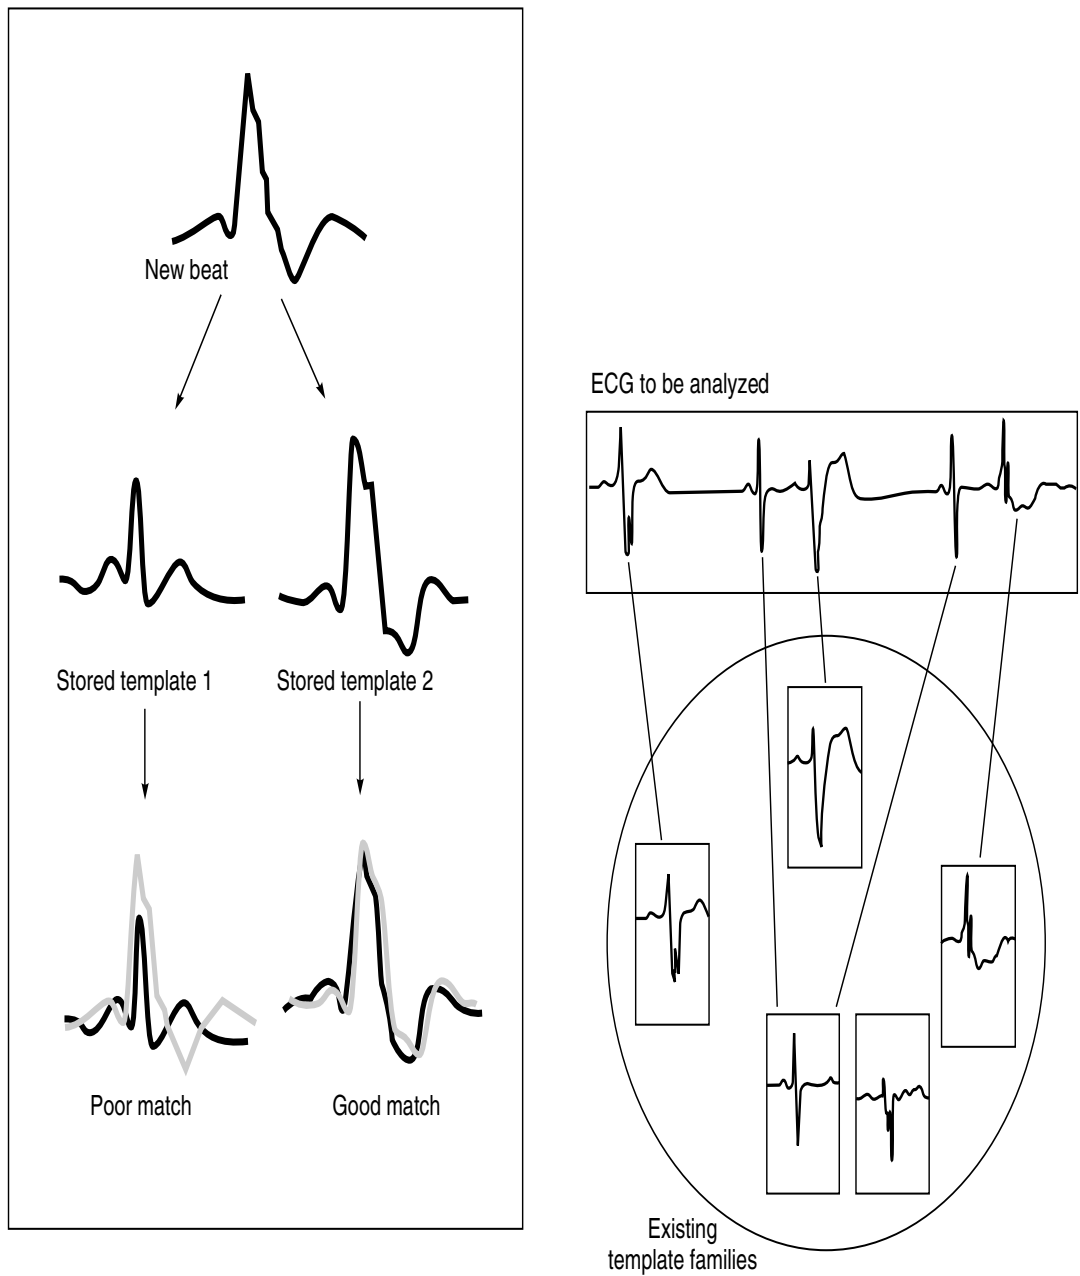 New beat
Stored template 1
Stored template 2
Poor match
Good match
ECG to be analyzed
Existing
template families